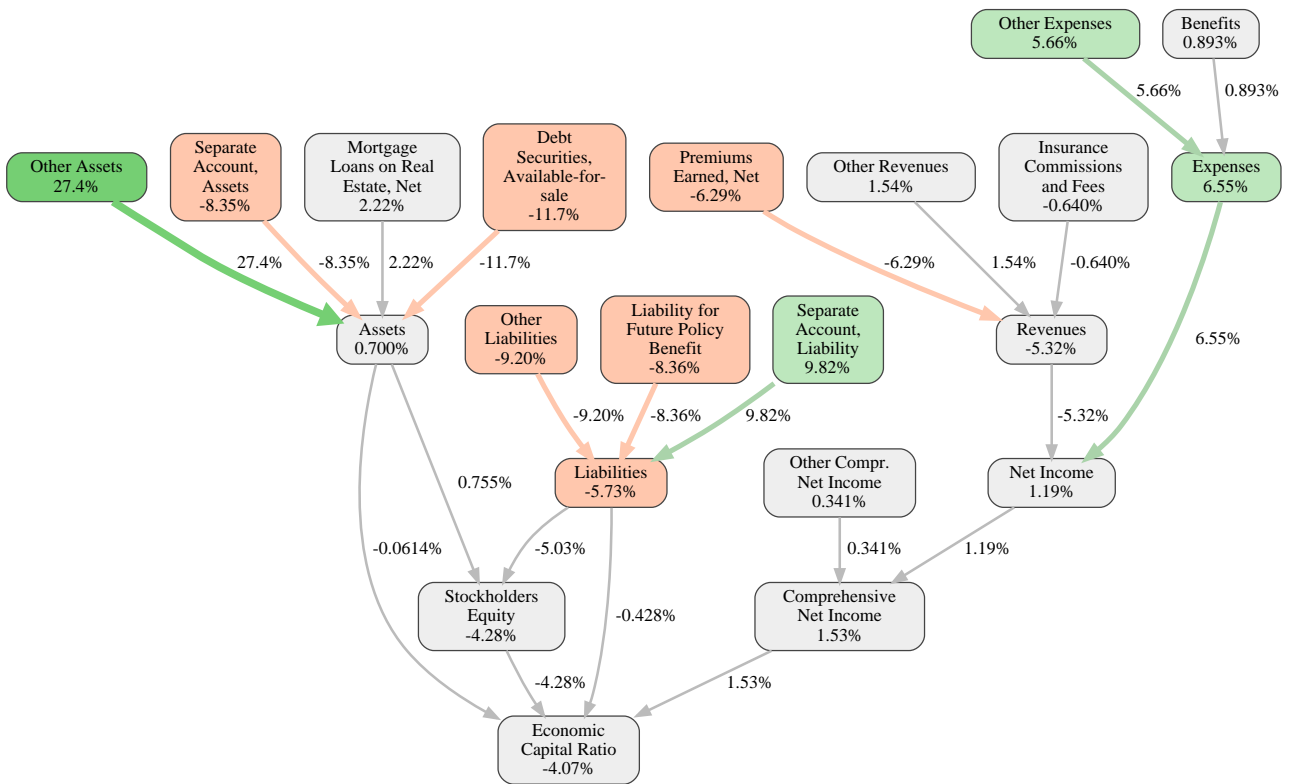 Other Expenses
5.66%
Benefits
0.893%
5.66%
0.893%
Other Assets
27.4%
Separate
Account,
Assets
-8.35%
Mortgage
Loans on Real
Estate, Net
2.22%
Debt
Securities,
Available-for-
sale
-11.7%
Premiums
Earned, Net
-6.29%
Other Revenues
1.54%
Insurance
Commissions
and Fees
-0.640%
Expenses
6.55%
27.4%
-8.35%
2.22%
-11.7%
-6.29%
1.54%
-0.640%
6.55%
Assets
0.700%
Other
Liabilities
-9.20%
Liability for
Future Policy
Benefit
-8.36%
Separate
Account,
Liability
9.82%
Revenues
-5.32%
-9.20%
-8.36%
9.82%
-5.32%
0.755%
Liabilities
-5.73%
Other Compr.
Net Income
0.341%
Net Income
1.19%
-0.0614%
-5.03%
-0.428%
0.341%
1.19%
Stockholders
Equity
-4.28%
Comprehensive
Net Income
1.53%
-4.28%
1.53%
Economic
Capital Ratio
-4.07%